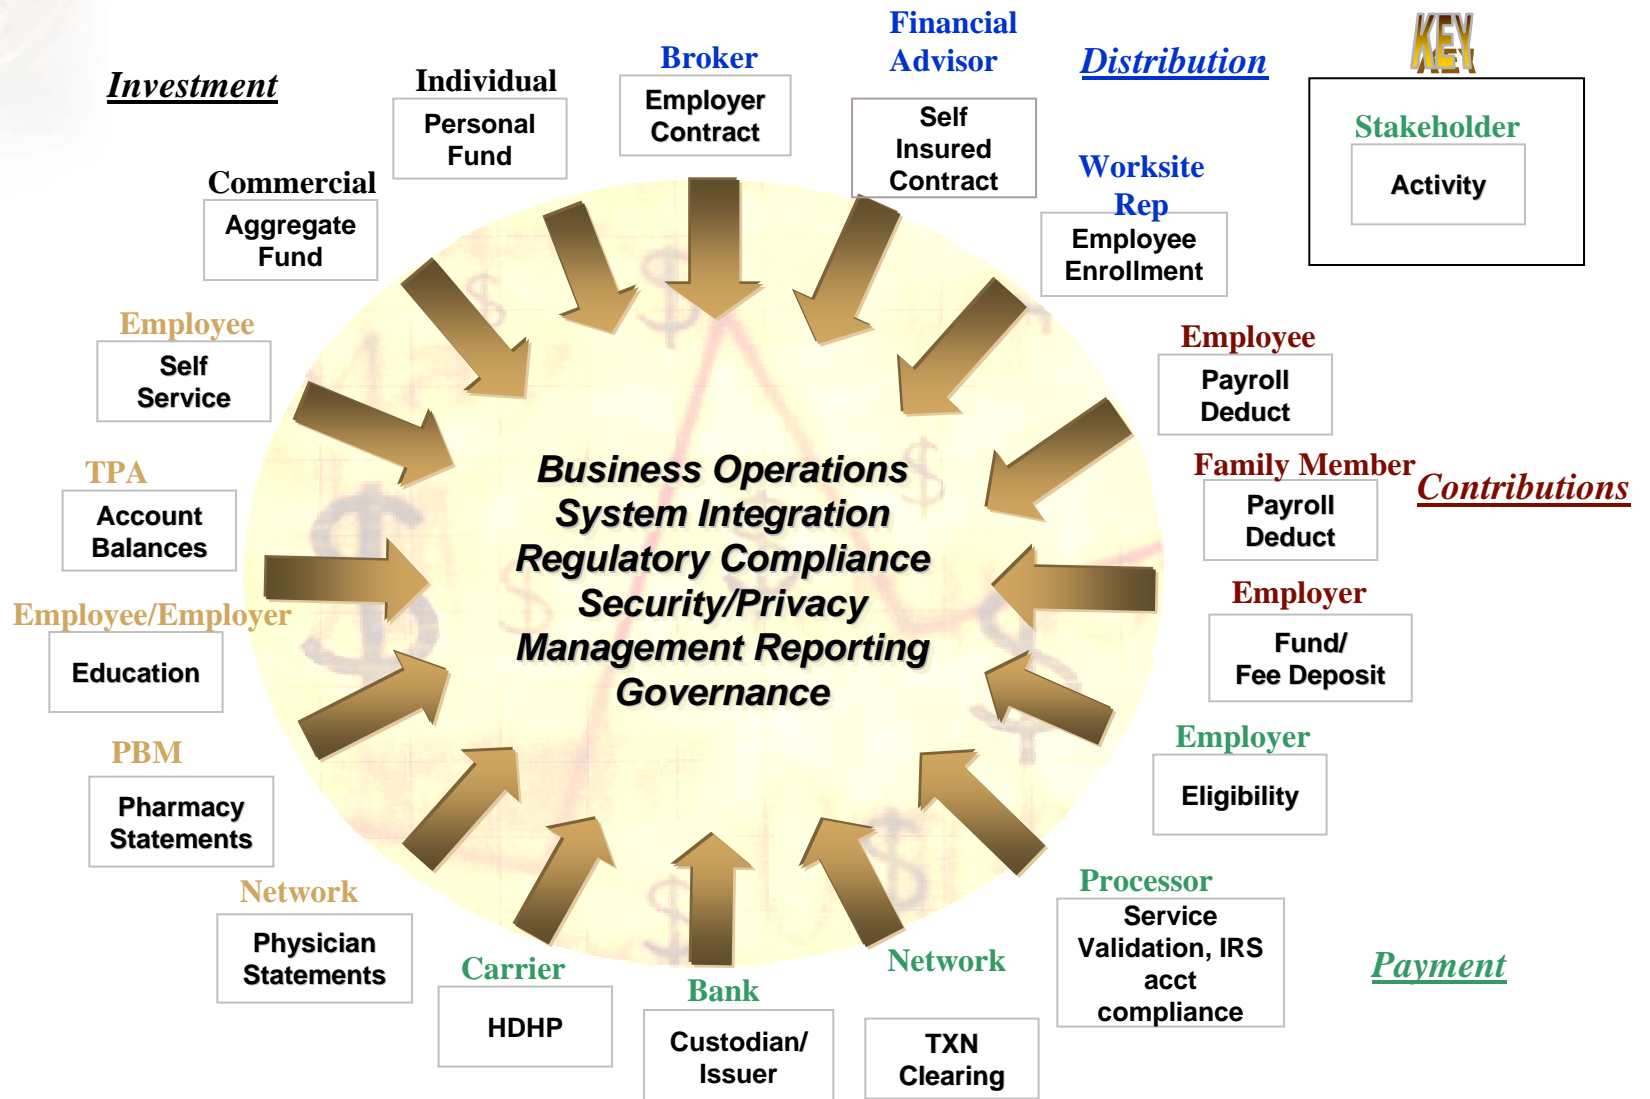 Investment
Individual
Personal
Fund
Broker
Employer
Contract
Financial
Advisor
Self
Insured
Contract
Distribution
KEY
Stakeholder
Activity
Commercial
Aggregate
Fund
Worksite
Rep
Employee
Enrollment
Employee
Self
Service
Employee
Payroll
Deduct
TPA
Account
Balances
Family Member
Payroll
Deduct
Contributions
Business Operations
System Integration
Regulatory Compliance
Security/Privacy
Management Reporting
Governance
Employee/Employer
Education
Employer
Fund/
Fee Deposit
PBM
Pharmacy
Statements
Employer
Eligibility
Network
Physician
Statements
Carrier
HDHP
Bank
Custodian/
Issuer
Network
TXN
Clearing
Processor
Service
Validation, IRS
acct
compliance
Payment